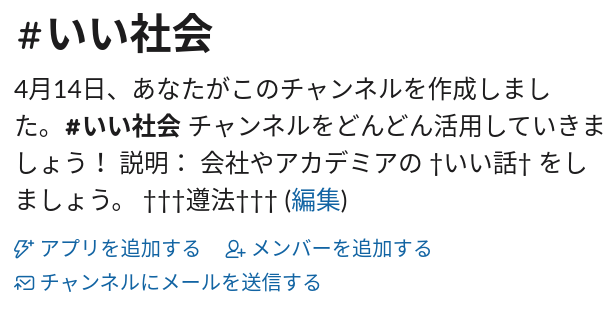 #いい社会
4月14日、あなたがこのチャンネルを作成しまし
た。#いい社会 チャンネルをどんどん活用していきま
しょう！ 説明： 会社やアカデミアの †いい話† をし
ましょう。 †††遵法††† (編集)
アプリを追加する メンバーを追加する
チャンネルにメールを送信する